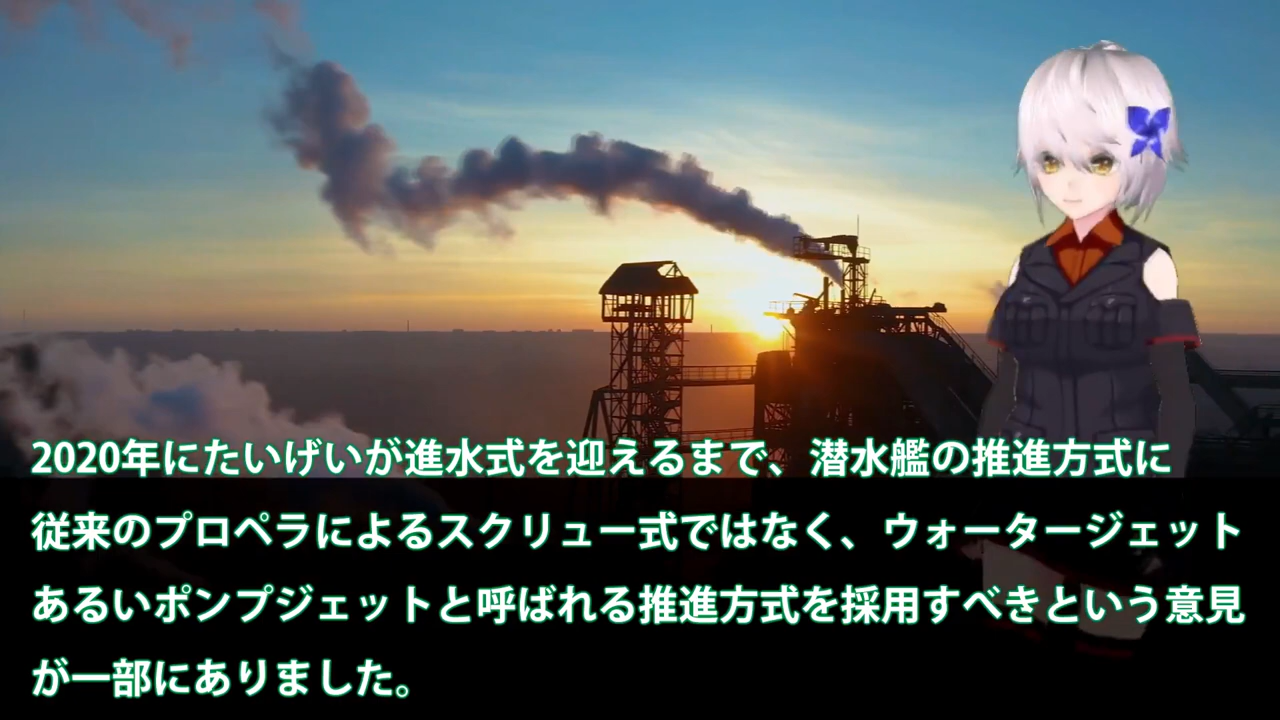 2020年にたいげいが進水式を迎えるまで、潜水艦の推進方式に
従来のプロペラによるスクリュー式ではなく、ウォータージェット
あるいポンプジェットと呼ばれる推進方式を採用すべきという意見
が一部にありました。